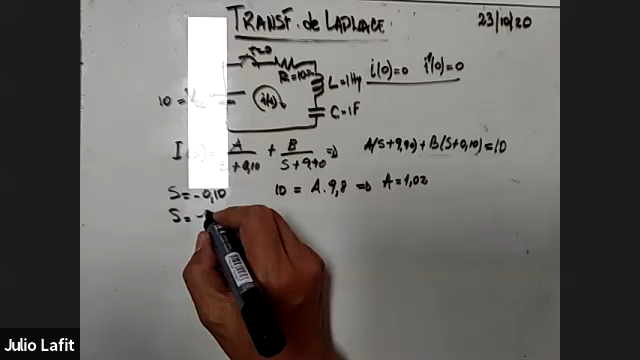 TRANSF. de LAPLACE 23/10/20
t=0
R=10Ω
L=1Hy
i(0)=0 i'(0)=0
10 =
i(t)
C=1F
A/(S+0,10) + B/(S+9,90) ⇒ A(S+9,90)+B(S+0,10)=10
S=-0,10 10 = A.9,8 ⇒ A=1,02
S=-
Julio Lafit